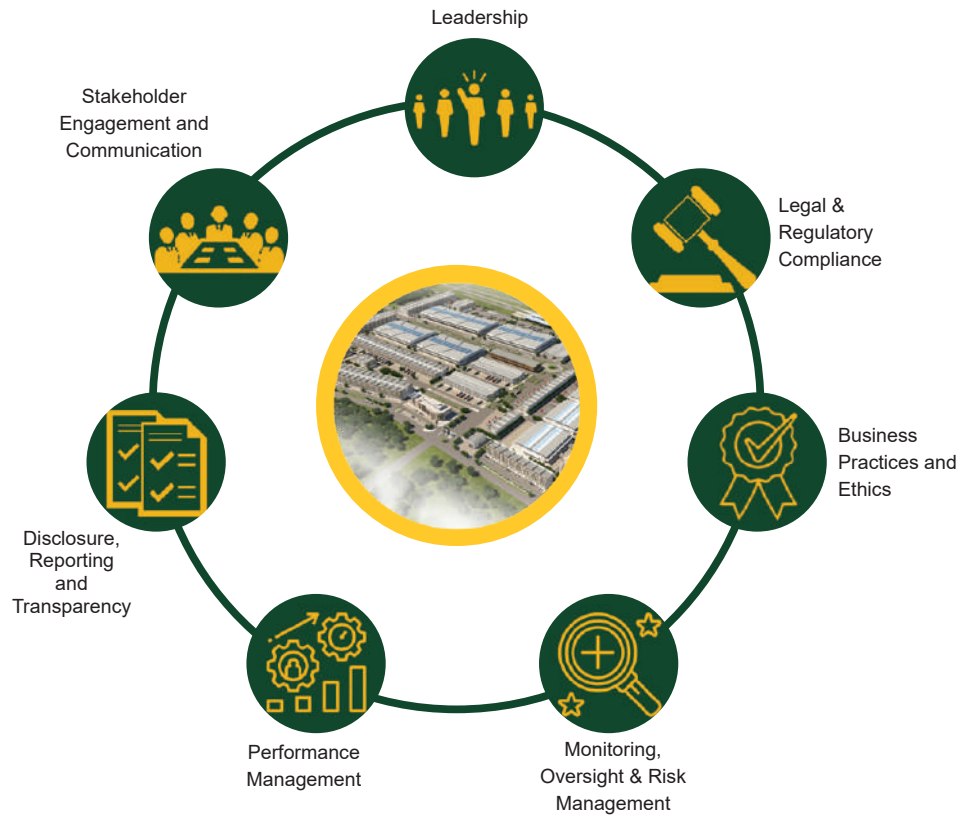 Leadership
Stakeholder
Engagement and
Communication
Legal &
Regulatory
Compliance
Business
Practices and
Ethics
Disclosure,
Reporting
and
Transparency
Performance
Management
Monitoring,
Oversight & Risk
Management